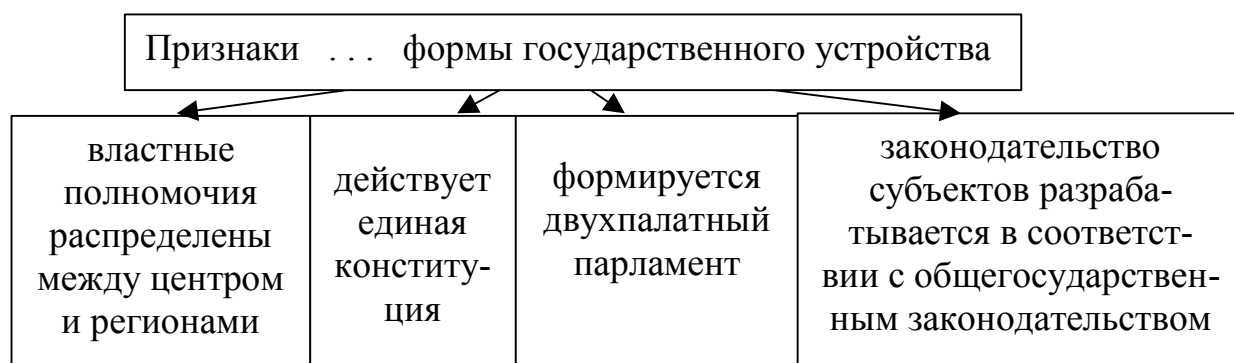 Признаки ... формы государственного устройства
властные
полномочия
распределены
между центром
и регионами
действует
единая
конститу-
ция
формируется
двухпалатный
парламент
законодательство
субъектов разраба-
тывается в соответст-
вии с общегосударствен-
ным законодательством